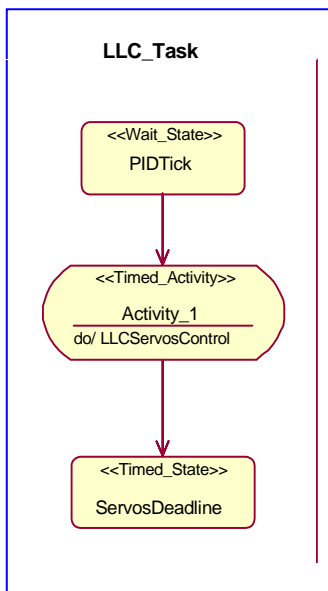 LLC_Task
<<Wait_State>>
PIDTick
<<Timed_Activity>>
Activity_1
do/ LLCServosControl
<<Timed_State>>
ServosDeadline